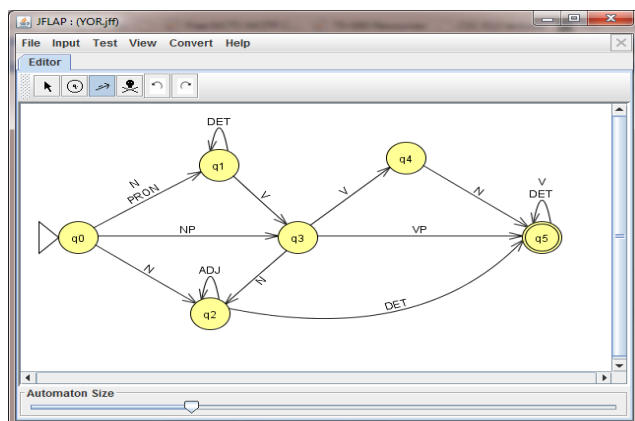 JFLAP : (YOR.jff)
File Input Test View Convert Help
Editor
DET
q1
q4
N
PRON
V
V
N
V
DET
q0
NP
q3
VP
q5
N
ADJ
N
q2
DET
Automaton Size